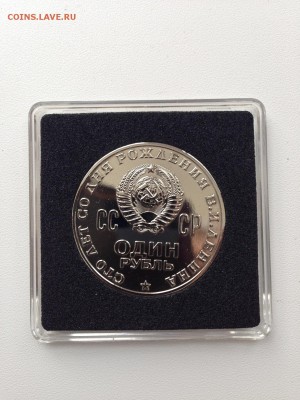 COINS.LAVE.RU
СТО ЛЕТ СО ДНЯ РОЖДЕНИЯ В.И.ЛЕНИНА
СС СР
ОДИН
РУБЛЬ